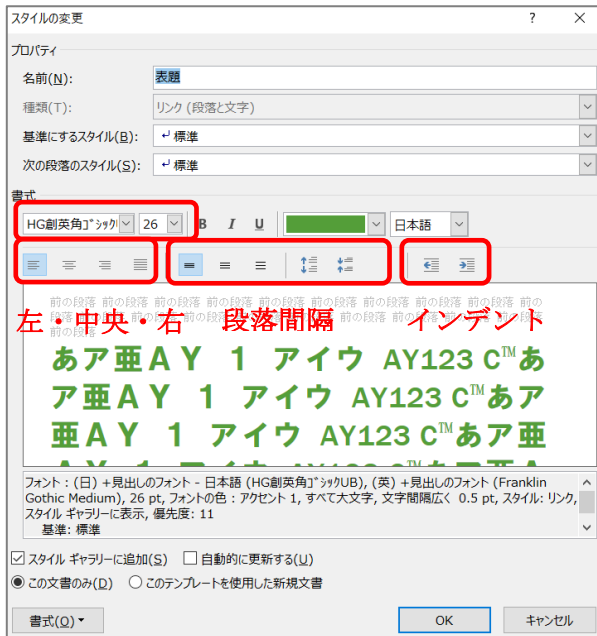 スタイルの変更 ? ×
プロパティ
名前(N): 表題
種類(T): リンク (段落と文字)
基準にするスタイル(B): ↵ 標準
次の段落のスタイル(S): ↵ 標準
書式
HG創英角ｺﾞｼｯｸU 26 B I U 日本語
前の段落 前の段落 前の段落 前の段落 前の段落 前の段落 前の段落 前の段落 前の段落 前の
左・中央・右 段落間隔 インデント
前の段落
あア亜AY 1 アイウ AY123 C™あ
ア亜AY 1 アイウ AY123 C™あア
亜AY 1 アイウ AY123 C™あア亜
フォント : (日) +見出しのフォント - 日本語 (HG創英角ｺﾞｼｯｸUB), (英) +見出しのフォント (Franklin
Gothic Medium), 26 pt, フォントの色 : アクセント 1, すべて大文字, 文字間隔広く 0.5 pt, スタイル: リンク,
スタイル ギャラリーに表示, 優先度: 11
基準: 標準
スタイル ギャラリーに追加(S) 自動的に更新する(U)
この文書のみ(D) このテンプレートを使用した新規文書
書式(O) OK キャンセル